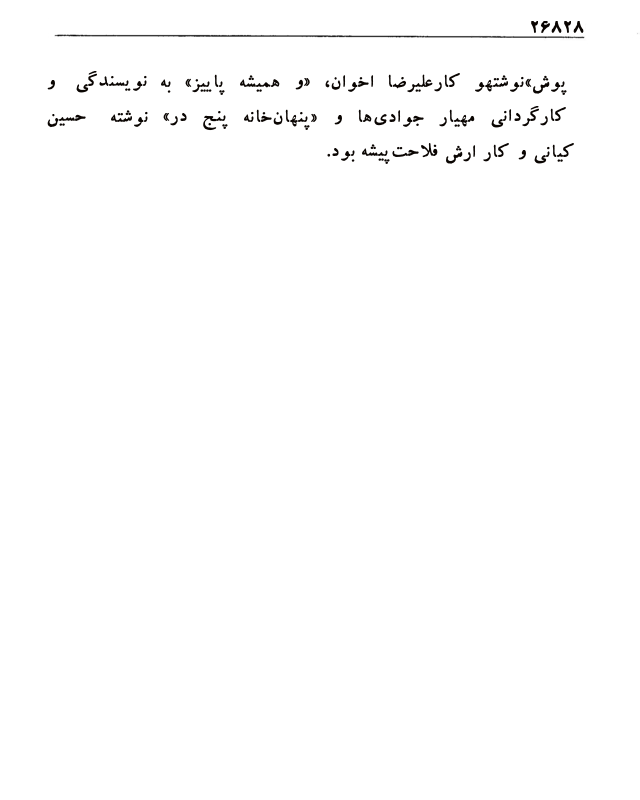 ۲۶۸۲۸
پوش»نوشتهو کارعلیرضا اخوان، «و همیشه پاییز» به نویسندگی و
کارگردانی مهیار جوادی‌ها و «پنهان‌خانه پنج در» نوشته حسین
کیانی و کار ارش فلاحت‌پیشه بود.